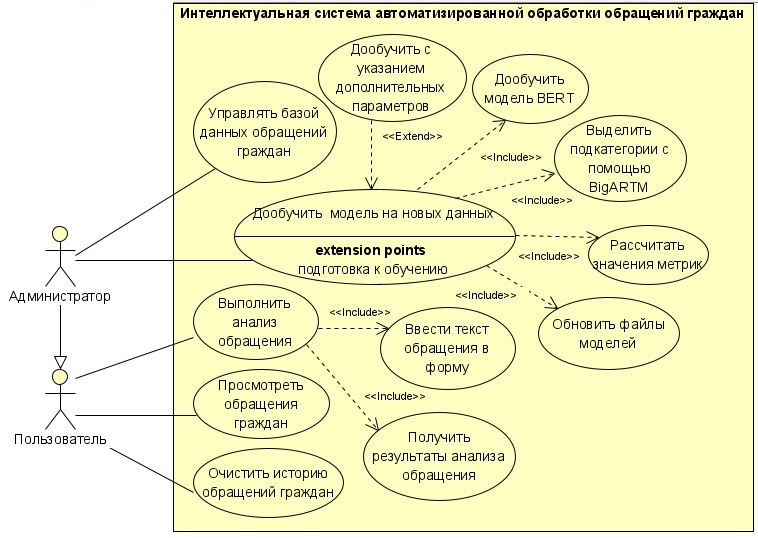 Интеллектуальная система автоматизированной обработки обращений граждан
Дообучить с
указанием
дополнительных
параметров
Дообучить
модель BERT
Управлять базой
данных обращений
граждан
<<Extend>>
Выделить
подкатегории с
помощью
BigARTM
<<Include>>
<<Include>>
Дообучить модель на новых данных
extension points
подготовка к обучению
Рассчитать
значения метрик
<<Include>>
Администратор
<<Include>>
Обновить файлы
моделей
Выполнить
анализ
обращения
<<Include>>
Ввести текст
обращения в
форму
Просмотреть
обращения
граждан
<<Include>>
Пользователь
Получить
результаты анализа
обращения
Очистить историю
обращений граждан